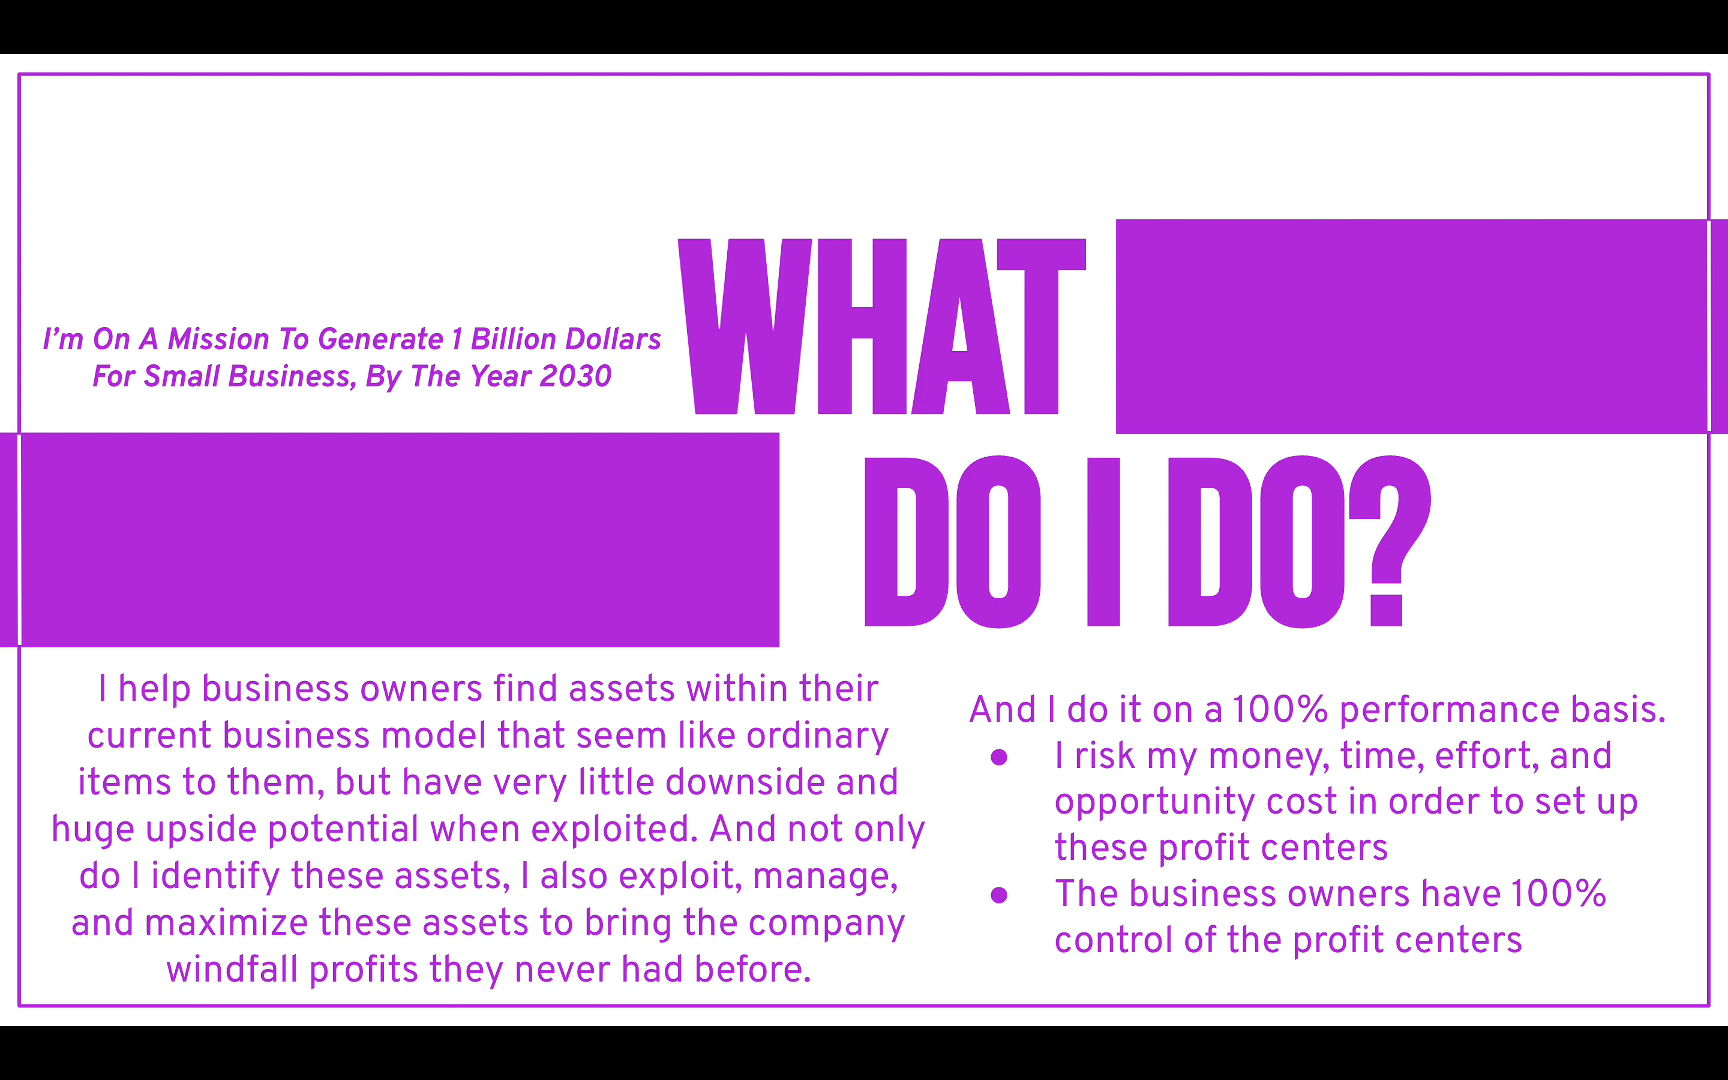 I’m On A Mission To Generate 1 Billion Dollars
For Small Business, By The Year 2030
WHAT
DO I DO?
I help business owners find assets within their
current business model that seem like ordinary
items to them, but have very little downside and
huge upside potential when exploited. And not only
do I identify these assets, I also exploit, manage,
and maximize these assets to bring the company
windfall profits they never had before.
And I do it on a 100% performance basis.
● I risk my money, time, effort, and
opportunity cost in order to set up
these profit centers
● The business owners have 100%
control of the profit centers